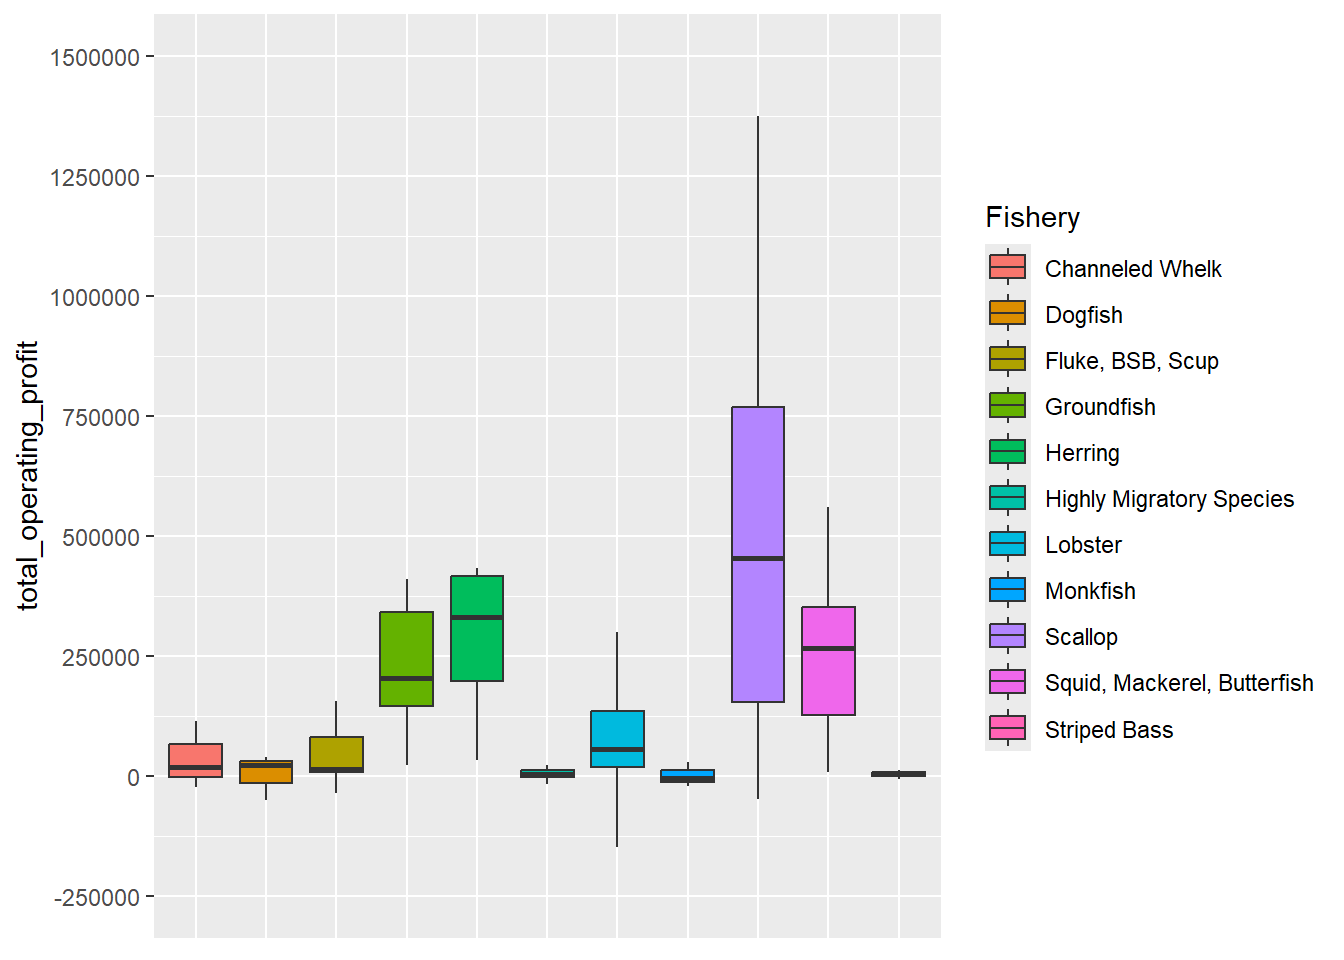 total_operating_profit
1500000
1250000
1000000
750000
500000
250000
0
-250000
Fishery
Channeled Whelk
Dogfish
Fluke, BSB, Scup
Groundfish
Herring
Highly Migratory Species
Lobster
Monkfish
Scallop
Squid, Mackerel, Butterfish
Striped Bass